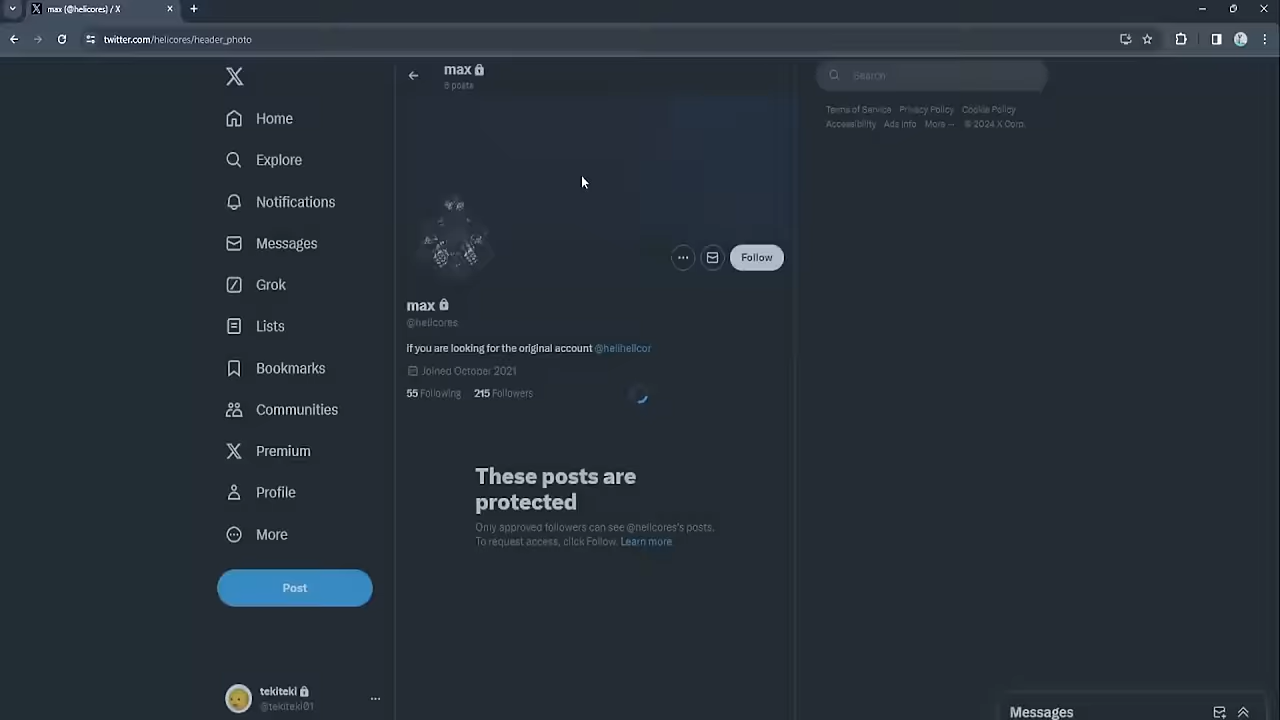 max (@helicores) / X
twitter.com/helicores/header_photo
max
8 posts
Search
Terms of Service Privacy Policy Cookie Policy
Accessibility Ads info More ··· © 2024 X Corp.
Home
Explore
Notifications
Messages
Grok
Lists
Bookmarks
Communities
Premium
Profile
More
Post
Follow
max
@helicores
if you are looking for the original account @helihelicor
Joined October 2021
55 Following 215 Followers
These posts are
protected
Only approved followers can see @helicores's posts.
To request access, click Follow. Learn more
tekiteki
@tekiteki01
Messages